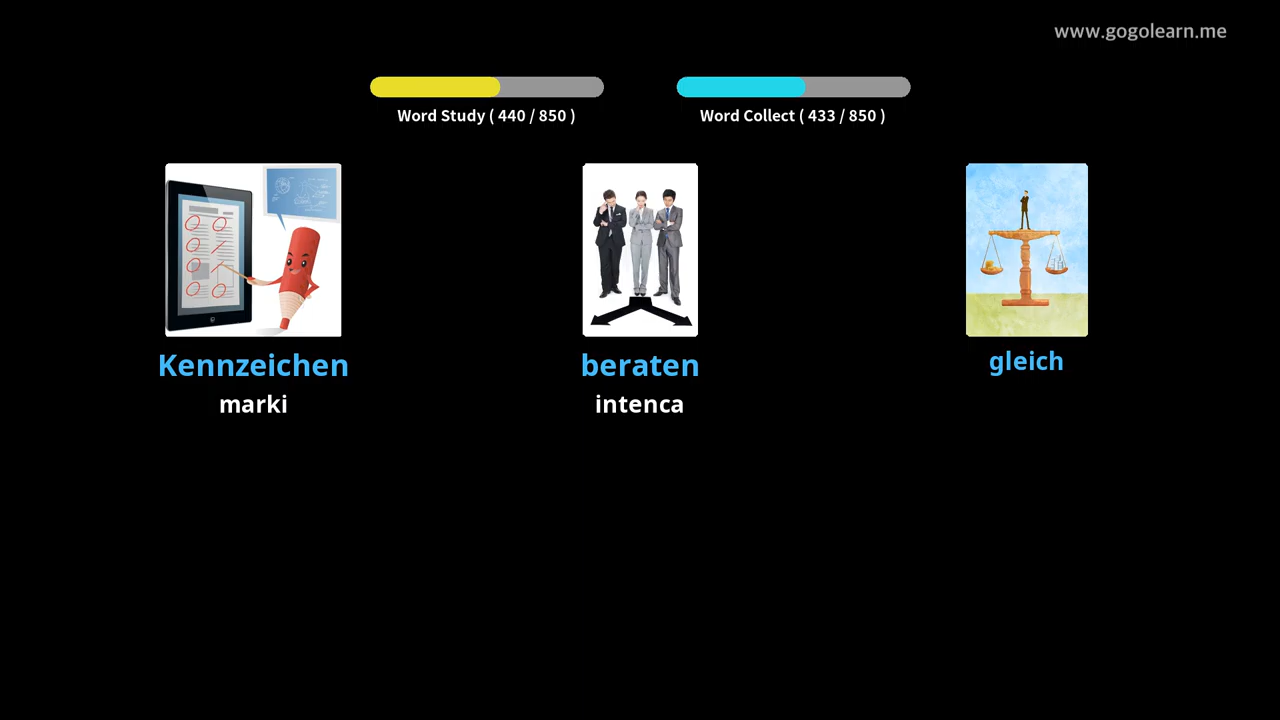 www.gogolearn.me
Word Study ( 440 / 850 )
Word Collect ( 433 / 850 )
Kennzeichen
marki
beraten
intenca
gleich